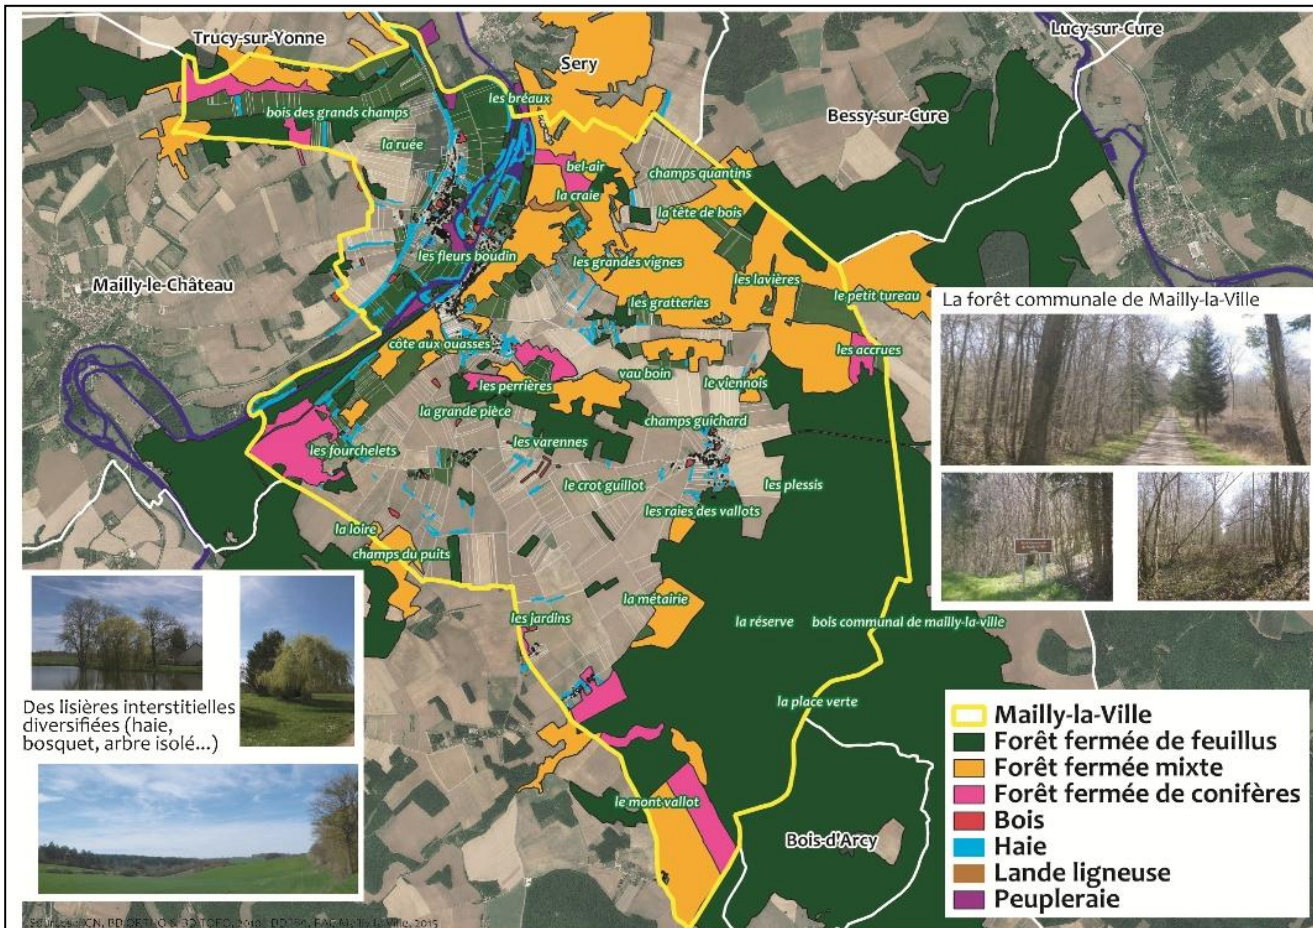 Trucy-sur-Yonne
Sery
Lucy-sur-Cure
Bessy-sur-Cure
Mailly-le-Château
Bois-d'Arcy
les bréaux
bois des grands champs
la ruée
bel-air
champs quantins
la craie
la tête de bois
les fleurs boudin
les grandes vignes
les lavières
le petit tureau
les gratteries
côte aux ouasses
les accrues
vau boin
les perrières
le viennois
la grande pièce
champs guichard
les varennes
les fourchelets
le crot guillot
les plessis
les raies des vallots
la loire
champs du puits
la métairie
les jardins
la réserve
bois communal de mailly-la-ville
la place verte
le mont vallot
La forêt communale de Mailly-la-Ville
Des lisières interstitielles
diversifiées (haie,
bosquet, arbre isolé...)
Mailly-la-Ville
Forêt fermée de feuillus
Forêt fermée mixte
Forêt fermée de conifères
Bois
Haie
Lande ligneuse
Peupleraie